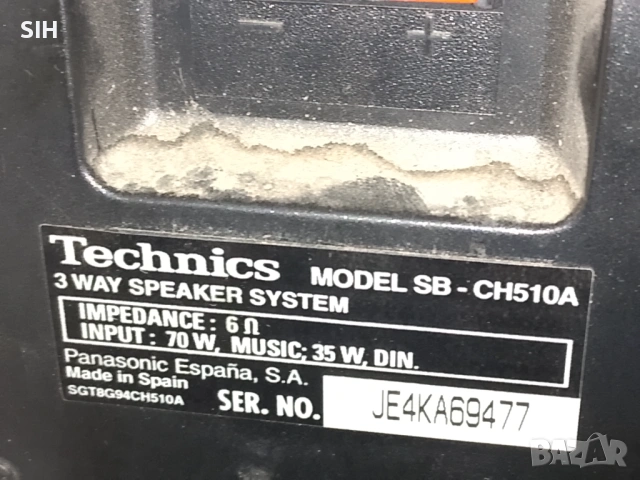 SIH
− +
Technics MODEL SB - CH510A
3 WAY SPEAKER SYSTEM
IMPEDANCE : 6 Ω
INPUT : 70 W, MUSIC; 35 W, DIN.
Panasonic España, S.A.
Made in Spain
SGT8G94CH510A SER. NO. JE4KA69477
BAZAR